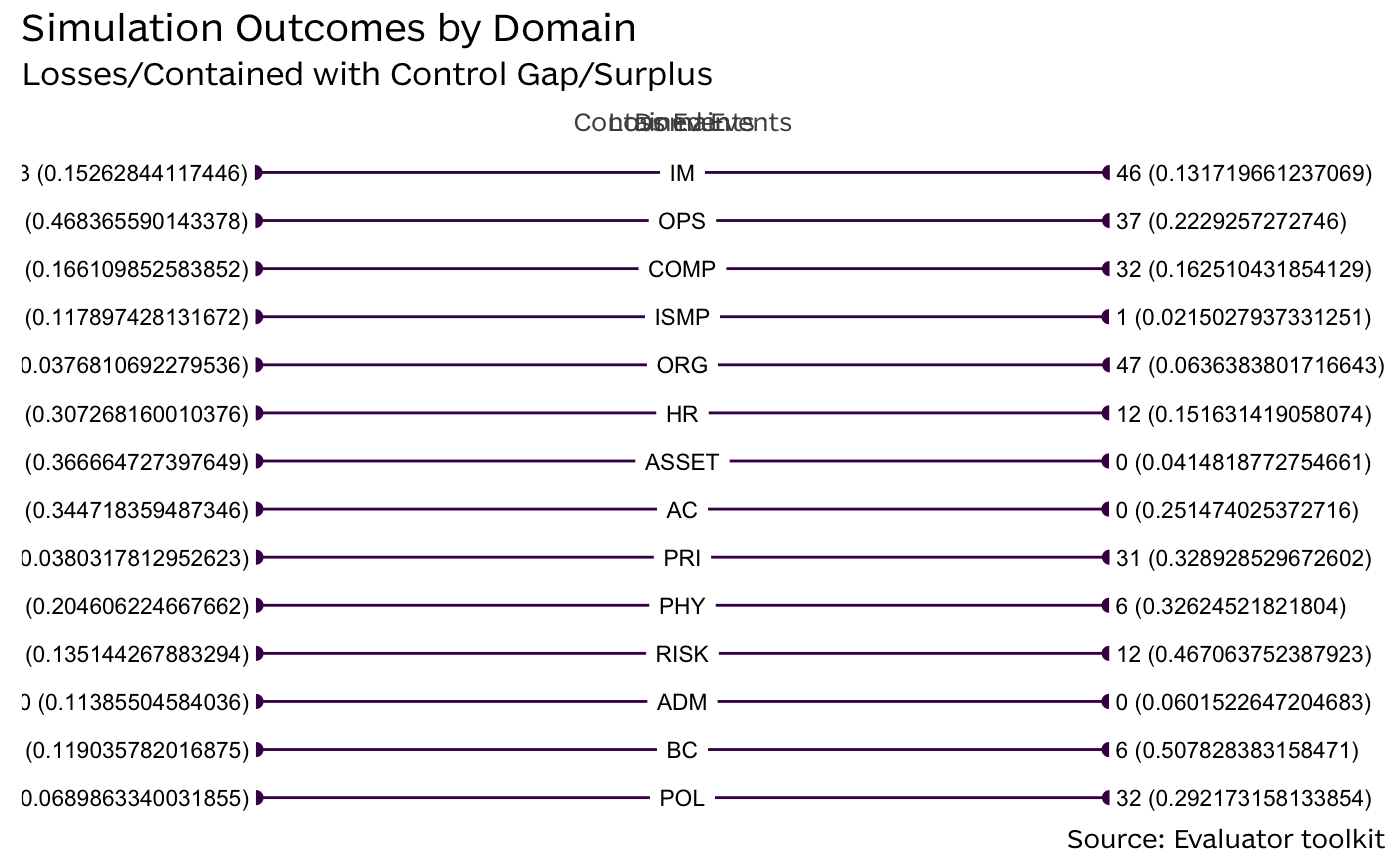 Simulation Outcomes by Domain
Losses/Contained with Control Gap/Surplus
(0.15262844117446) IM 46 (0.131719661237069)
(0.468365590143378) OPS 37 (0.2229257272746)
(0.166109852583852) COMP 32 (0.162510431854129)
(0.117897428131672) ISMP 1 (0.0215027937331251)
0.0376810692279536) ORG 47 (0.0636383801716643)
(0.307268160010376) HR 12 (0.151631419058074)
(0.366664727397649) ASSET 0 (0.0414818772754661)
(0.344718359487346) AC 0 (0.251474025372716)
0.0380317812952623) PRI 31 (0.328928529672602)
(0.204606224667662) PHY 6 (0.32624521821804)
(0.135144267883294) RISK 12 (0.467063752387923)
(0.11385504584036) ADM 0 (0.0601522647204683)
(0.119035782016875) BC 6 (0.507828383158471)
0.0689863340031855) POL 32 (0.292173158133854)
Source: Evaluator toolkit